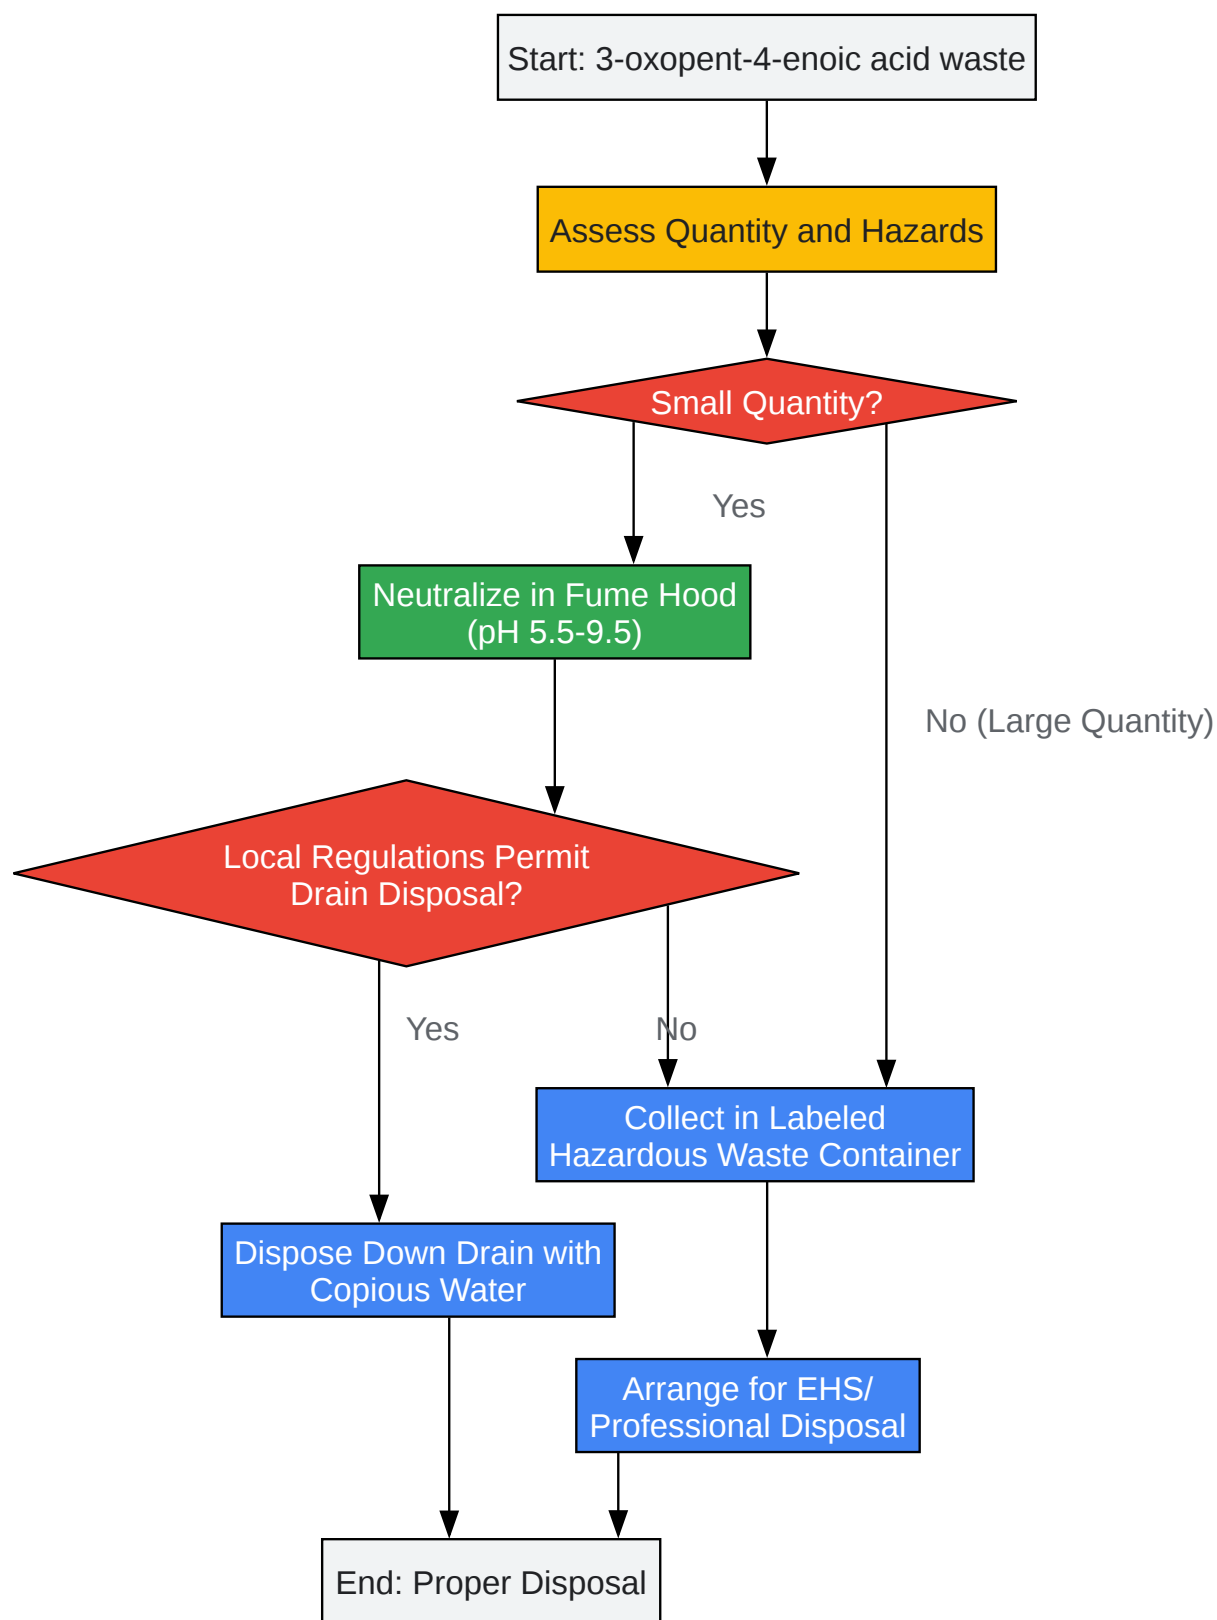 Start: 3-oxopent-4-enoic acid waste
Assess Quantity and Hazards
Small Quantity?
Yes
Neutralize in Fume Hood
(pH 5.5-9.5)
No (Large Quantity)
Local Regulations Permit
Drain Disposal?
Yes
No
Collect in Labeled
Hazardous Waste Container
Dispose Down Drain with
Copious Water
Arrange for EHS/
Professional Disposal
End: Proper Disposal